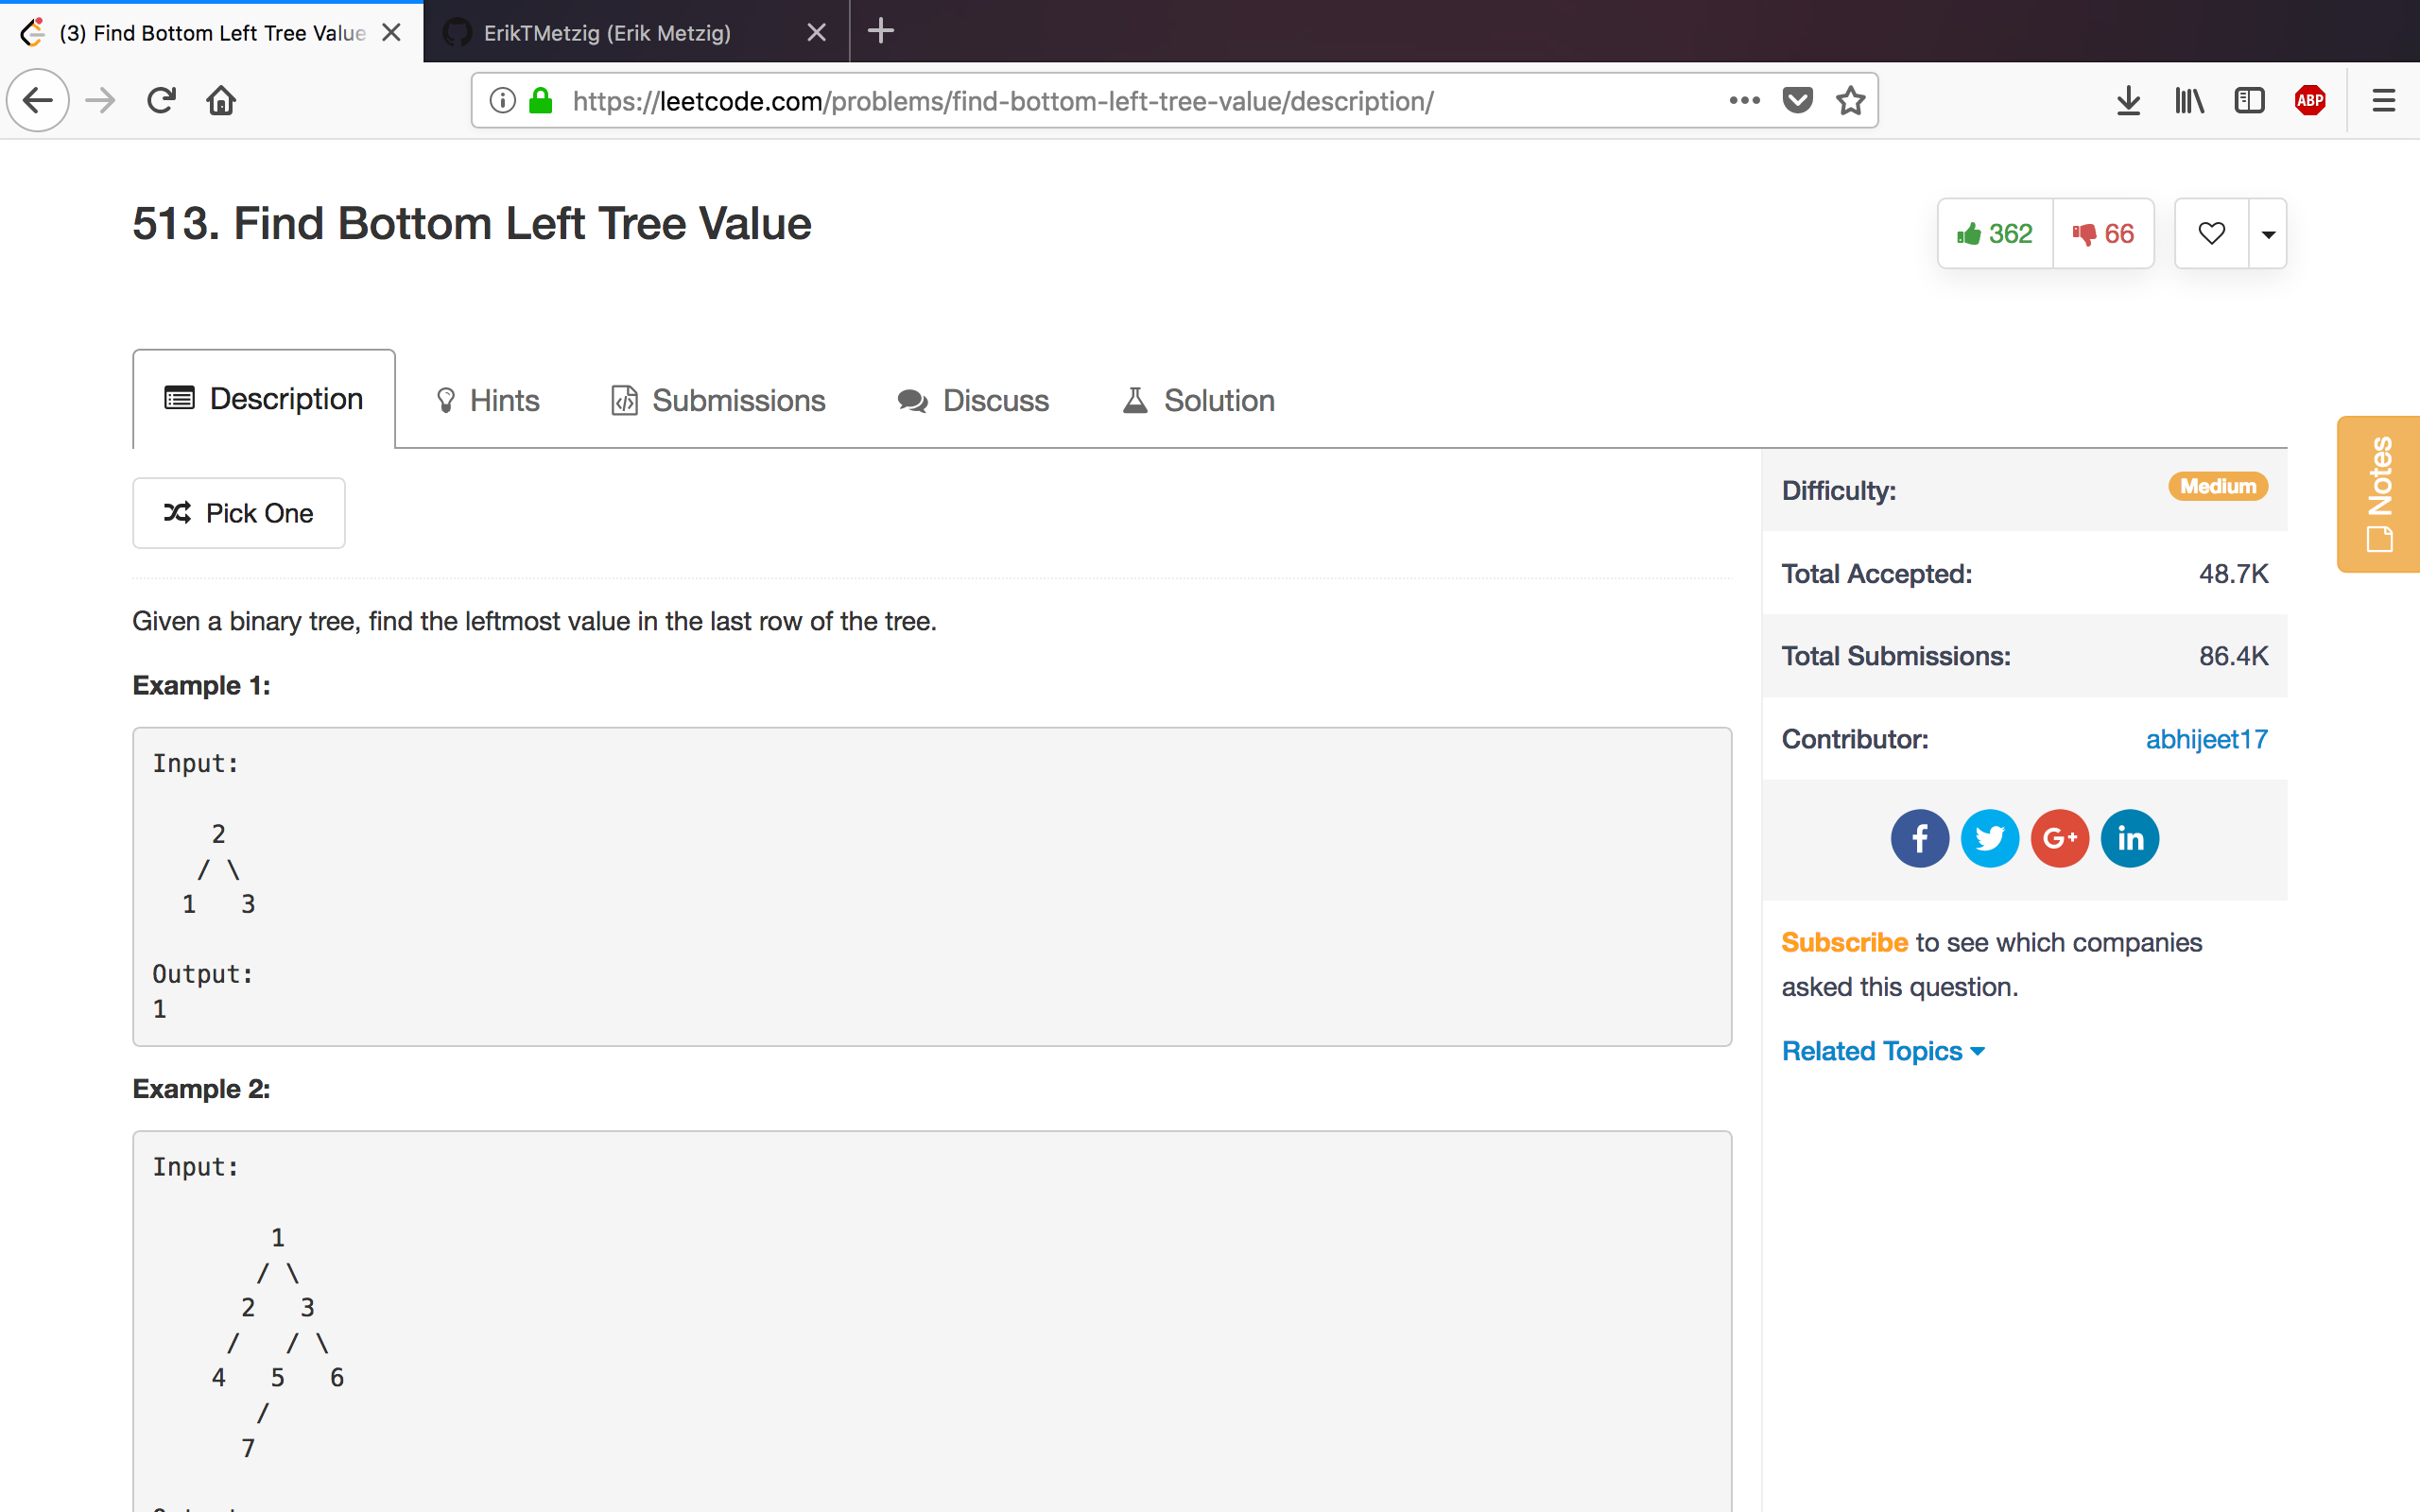 (3) Find Bottom Left Tree Value
ErikTMetzig (Erik Metzig)
https://leetcode.com/problems/find-bottom-left-tree-value/description/
ABP
513. Find Bottom Left Tree Value
362
66
Description
Hints
Submissions
Discuss
Solution
Notes
Pick One
Given a binary tree, find the leftmost value in the last row of the tree.
Example 1:
Input:
2
/ \
1 3
Output:
1
Example 2:
Input:
1
/ \
2 3
/ / \
4 5 6
/
7
Difficulty:
Medium
Total Accepted:
48.7K
Total Submissions:
86.4K
Contributor:
abhijeet17
f
G+
in
Subscribe to see which companies
asked this question.
Related Topics